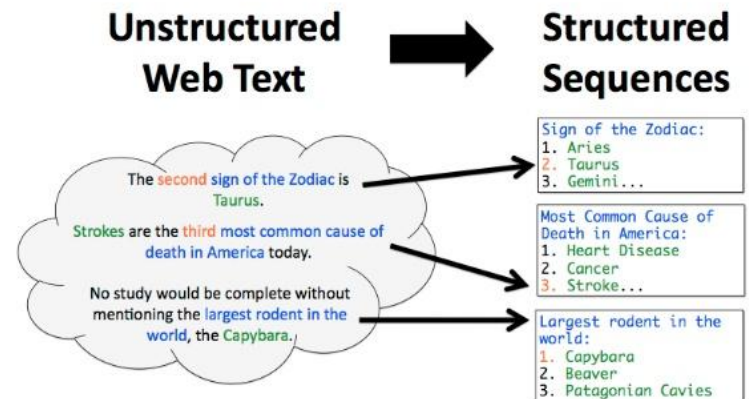 Unstructured
Web Text
Structured
Sequences
The second sign of the Zodiac is
Taurus.
Strokes are the third most common cause of
death in America today.
No study would be complete without
mentioning the largest rodent in the
world, the Capybara.
Sign of the Zodiac:
1. Aries
2. Taurus
3. Gemini...
Most Common Cause of
Death in America:
1. Heart Disease
2. Cancer
3. Stroke...
Largest rodent in the
world:
1. Capybara
2. Beaver
3. Patagonian Cavies